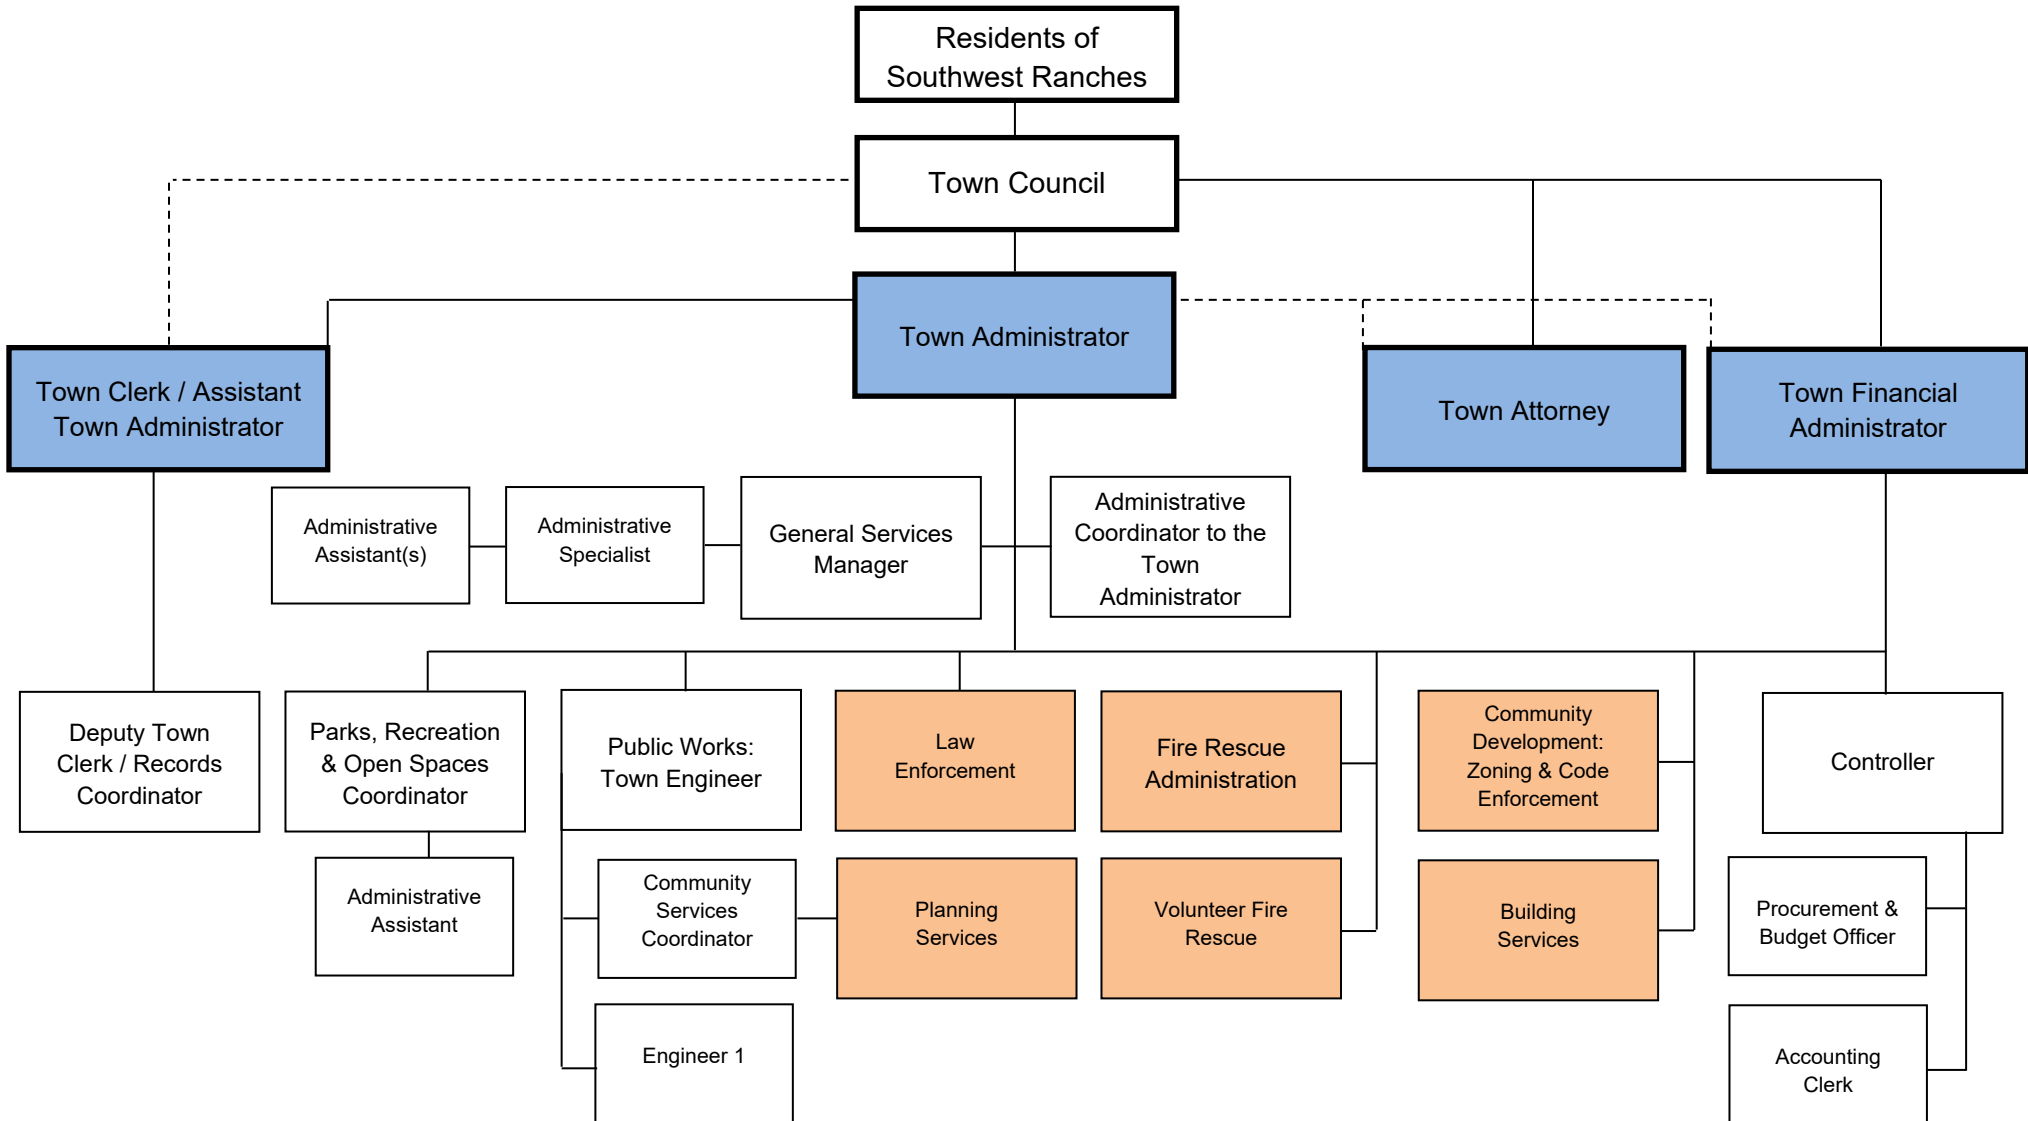 Residents of
Southwest Ranches
Town Council
Town Administrator
Town Clerk / Assistant
Town Administrator
Town Attorney
Town Financial
Administrator
Administrative
Assistant(s)
Administrative
Specialist
General Services
Manager
Administrative
Coordinator to the
Town
Administrator
Deputy Town
Clerk / Records
Coordinator
Parks, Recreation
& Open Spaces
Coordinator
Public Works:
Town Engineer
Law
Enforcement
Fire Rescue
Administration
Community
Development:
Zoning & Code
Enforcement
Controller
Administrative
Assistant
Community
Services
Coordinator
Planning
Services
Volunteer Fire
Rescue
Building
Services
Procurement &
Budget Officer
Engineer 1
Accounting
Clerk